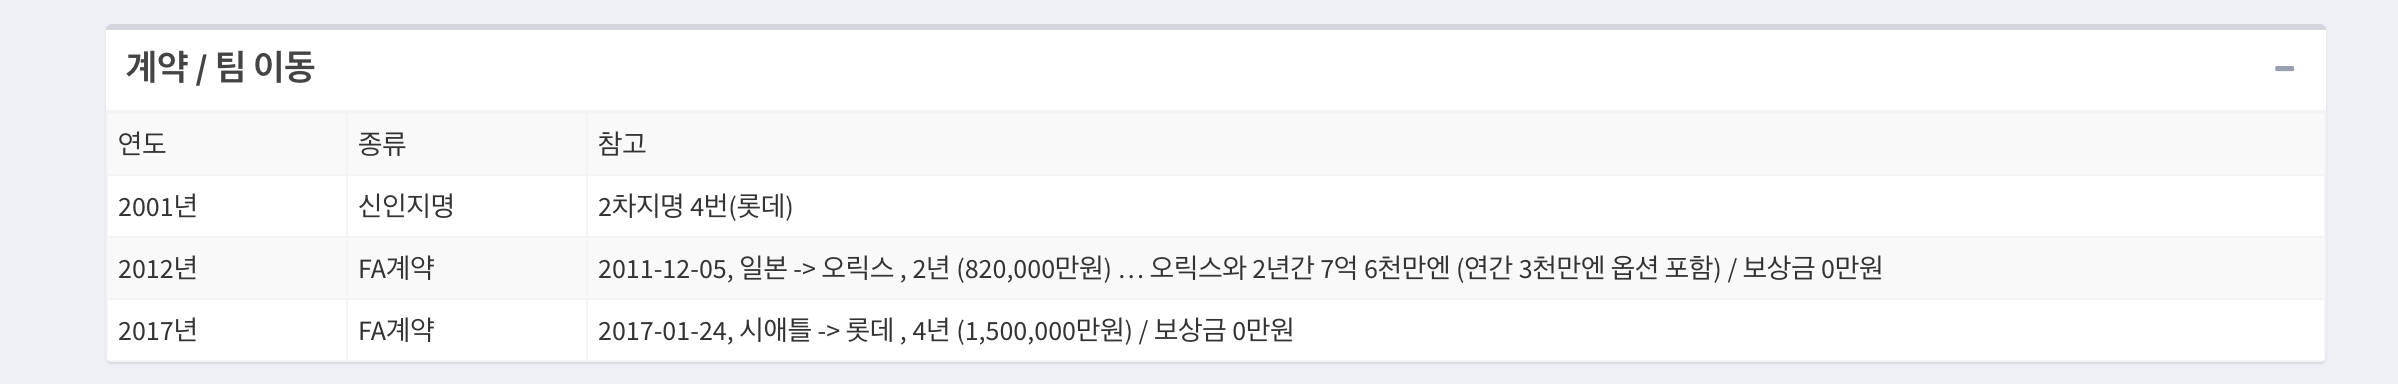 계약 / 팀 이동
연도 종류 참고
2001년 신인지명 2차지명 4번(롯데)
2012년 FA계약 2011-12-05, 일본 -> 오릭스 , 2년 (820,000만원) … 오릭스와 2년간 7억 6천만엔 (연간 3천만엔 옵션 포함) / 보상금 0만원
2017년 FA계약 2017-01-24, 시애틀 -> 롯데 , 4년 (1,500,000만원) / 보상금 0만원